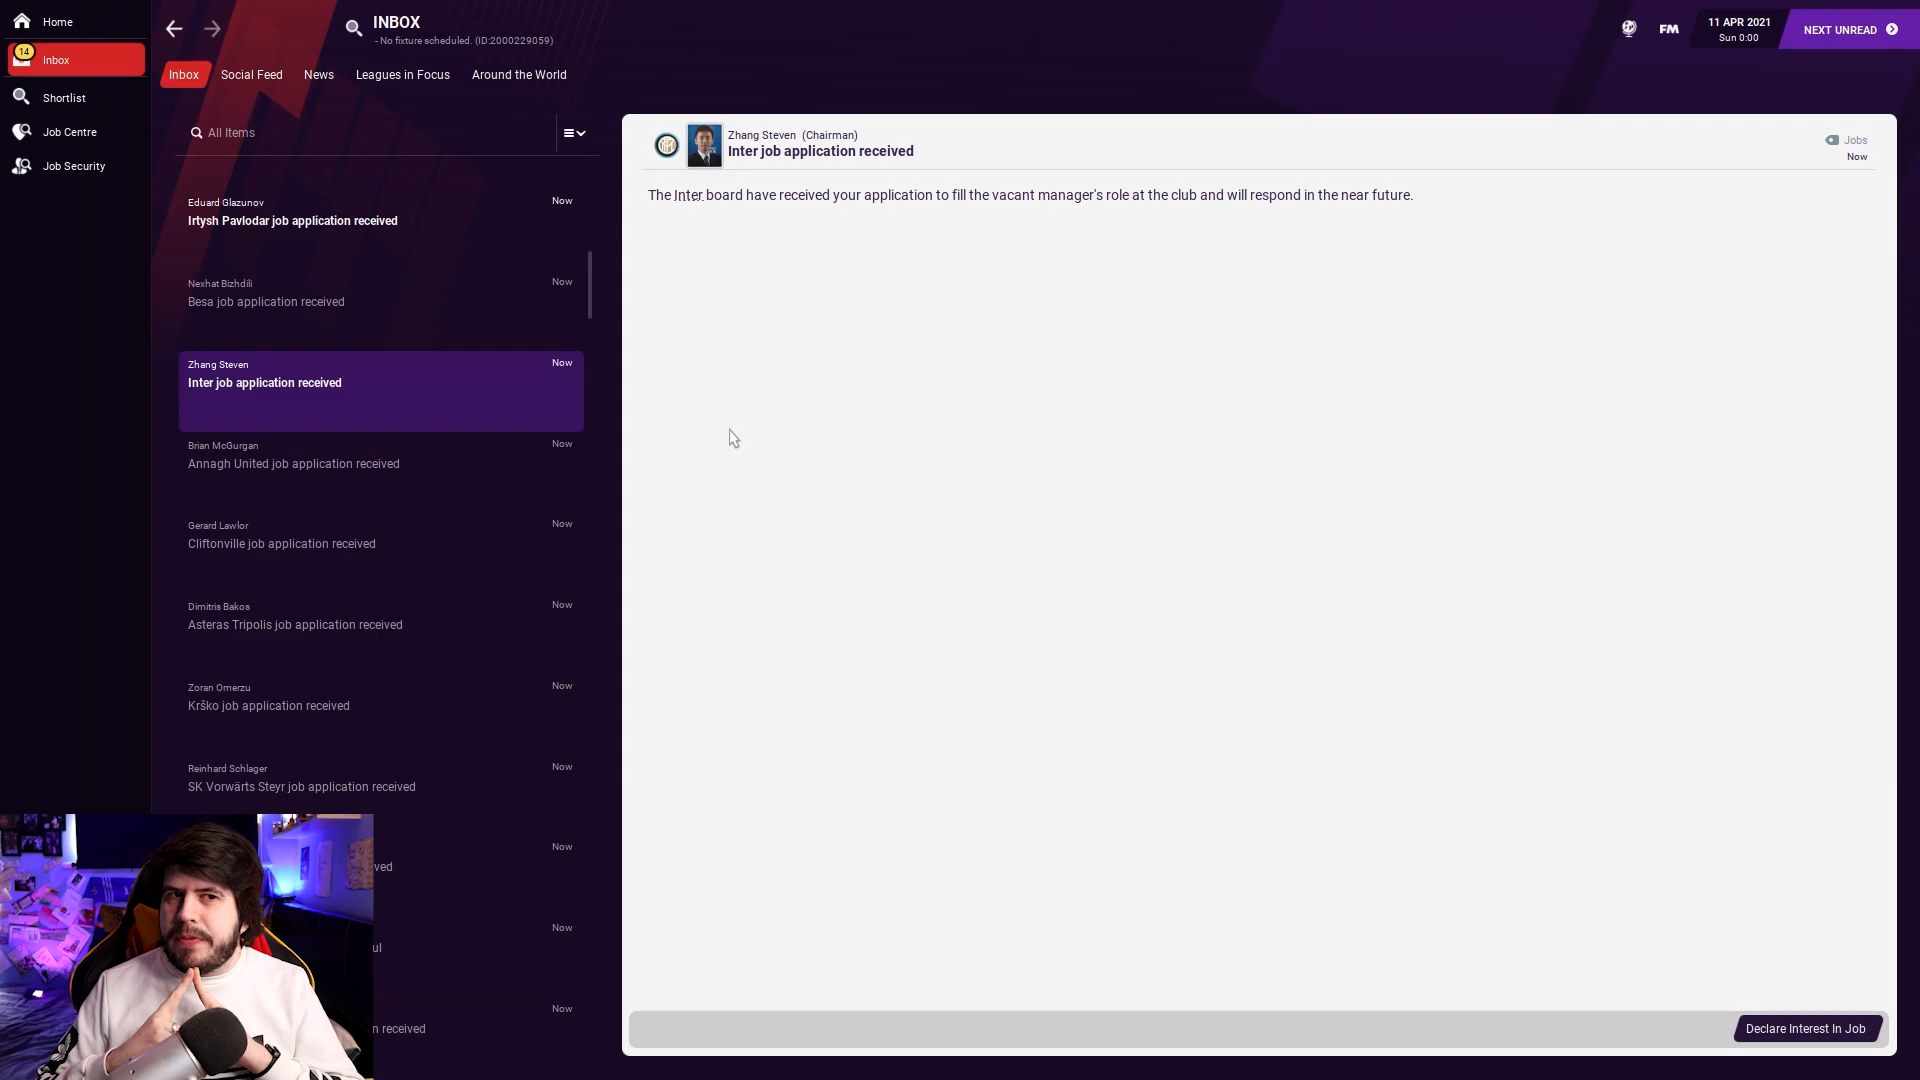 Home
14
Inbox
Shortlist
Job Centre
Job Security
INBOX
- No fixture scheduled. (ID:2000229059)
FM
11 APR 2021
Sun 0:00
NEXT UNREAD
Inbox Social Feed News Leagues in Focus Around the World
All Items
Eduard Glazunov Now
Irtysh Pavlodar job application received
Nexhat Bizhdili Now
Besa job application received
Zhang Steven Now
Inter job application received
Brian McGurgan Now
Annagh United job application received
Gerard Lawlor Now
Cliftonville job application received
Dimitris Bakos Now
Asteras Tripolis job application received
Zoran Omerzu Now
Krško job application received
Reinhard Schlager Now
SK Vorwärts Steyr job application received
Now
ved
Now
ul
Now
n received
Zhang Steven (Chairman)
Inter job application received
Jobs
Now
The Inter board have received your application to fill the vacant manager's role at the club and will respond in the near future.
Declare Interest In Job